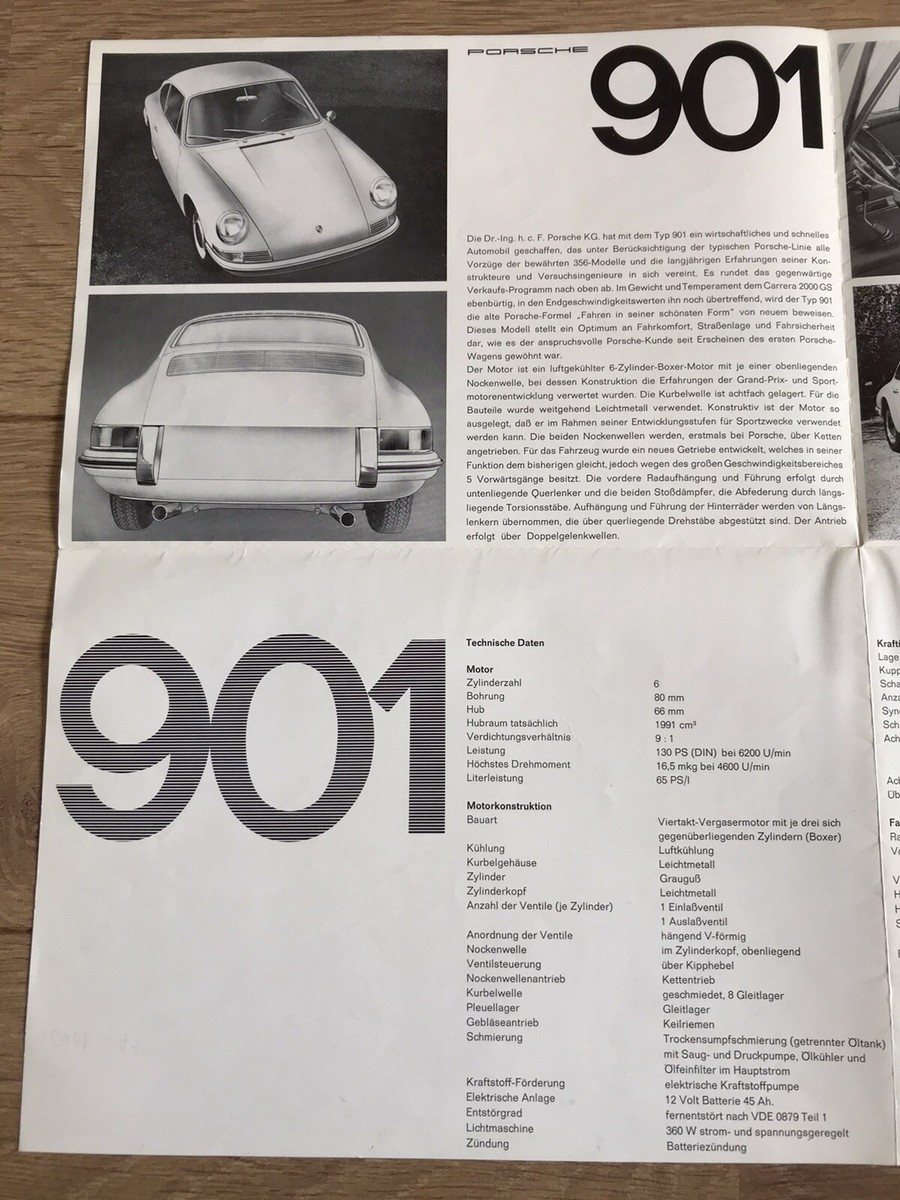 PORSCHE
901
Die Dr.-Ing. h. c. F. Porsche KG. hat mit dem Typ 901 ein wirtschaftliches und schnelles
Automobil geschaffen, das unter Berücksichtigung der typischen Porsche-Linie alle
Vorzüge der bewährten 356-Modelle und die langjährigen Erfahrungen seiner Kon-
strukteure und Versuchsingenieure in sich vereint. Es rundet das gegenwärtige
Verkaufs-Programm nach oben ab. Im Gewicht und Temperament dem Carrera 2000 GS
ebenbürtig, in den Endgeschwindigkeitswerten ihn noch übertreffend, wird der Typ 901
die alte Porsche-Formel „Fahren in seiner schönsten Form" von neuem beweisen.
Dieses Modell stellt ein Optimum an Fahrkomfort, Straßenlage und Fahrsicherheit
dar, wie es der anspruchsvolle Porsche-Kunde seit Erscheinen des ersten Porsche-
Wagens gewöhnt war.
Der Motor ist ein luftgekühlter 6-Zylinder-Boxer-Motor mit je einer obenliegenden
Nockenwelle, bei dessen Konstruktion die Erfahrungen der Grand-Prix- und Sport-
motorenentwicklung verwertet wurden. Die Kurbelwelle ist achtfach gelagert. Für die
Bauteile wurde weitgehend Leichtmetall verwendet. Konstruktiv ist der Motor so
ausgelegt, daß er im Rahmen seiner Entwicklungsstufen für Sportzwecke verwendet
werden kann. Die beiden Nockenwellen werden, erstmals bei Porsche, über Ketten
angetrieben. Für das Fahrzeug wurde ein neues Getriebe entwickelt, welches in seiner
Funktion dem bisherigen gleicht, jedoch wegen des großen Geschwindigkeitsbereiches
5 Vorwärtsgänge besitzt. Die vordere Radaufhängung und Führung erfolgt durch
untenliegende Querlenker und die beiden Stoßdämpfer, die Abfederung durch längs-
liegende Torsionsstäbe. Aufhängung und Führung der Hinterräder werden von Längs-
lenkern übernommen, die über querliegende Drehstäbe abgestützt sind. Der Antrieb
erfolgt über Doppelgelenkwellen.
901
Technische Daten
Motor
Zylinderzahl 6
Bohrung 80 mm
Hub 66 mm
Hubraum tatsächlich 1991 cm³
Verdichtungsverhältnis 9 : 1
Leistung 130 PS (DIN) bei 6200 U/min
Höchstes Drehmoment 16,5 mkg bei 4600 U/min
Literleistung 65 PS/l
Motorkonstruktion
Bauart Viertakt-Vergasermotor mit je drei sich
gegenüberliegenden Zylindern (Boxer)
Kühlung Luftkühlung
Kurbelgehäuse Leichtmetall
Zylinder Grauguß
Zylinderkopf Leichtmetall
Anzahl der Ventile (je Zylinder) 1 Einlaßventil
1 Auslaßventil
Anordnung der Ventile hängend V-förmig
Nockenwelle im Zylinderkopf, obenliegend
Ventilsteuerung über Kipphebel
Nockenwellenantrieb Kettentrieb
Kurbelwelle geschmiedet, 8 Gleitlager
Pleuellager Gleitlager
Gebläseantrieb Keilriemen
Schmierung Trockensumpfschmierung (getrennter Öltank)
mit Saug- und Druckpumpe, Ölkühler und
Ölfeinfilter im Hauptstrom
Kraftstoff-Förderung elektrische Kraftstoffpumpe
Elektrische Anlage 12 Volt Batterie 45 Ah.
Entstörgrad fernentstört nach VDE 0879 Teil 1
Lichtmaschine 360 W strom- und spannungsgeregelt
Zündung Batteriezündung